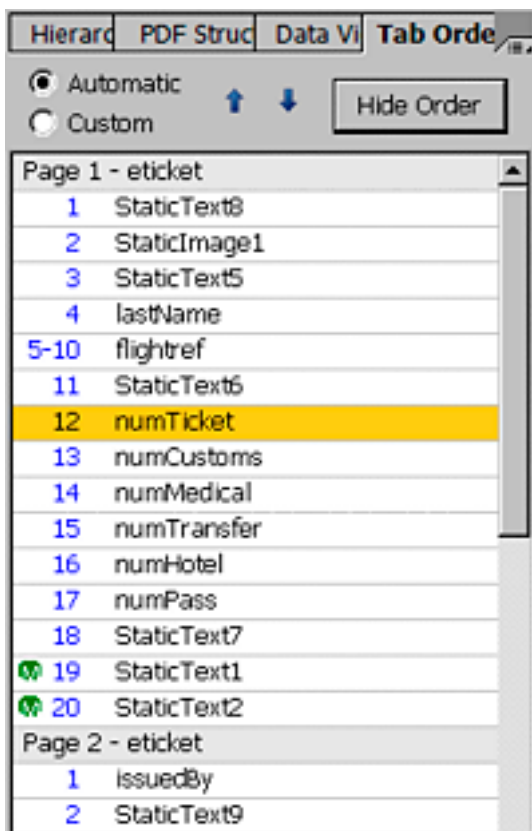 Hierarc PDF Struc Data Vi Tab Orde
Automatic
Custom
Hide Order
Page 1 - eticket
1 StaticText8
2 StaticImage1
3 StaticText5
4 lastName
5-10 flightref
11 StaticText6
12 numTicket
13 numCustoms
14 numMedical
15 numTransfer
16 numHotel
17 numPass
18 StaticText7
19 StaticText1
20 StaticText2
Page 2 - eticket
1 issuedBy
2 StaticText9